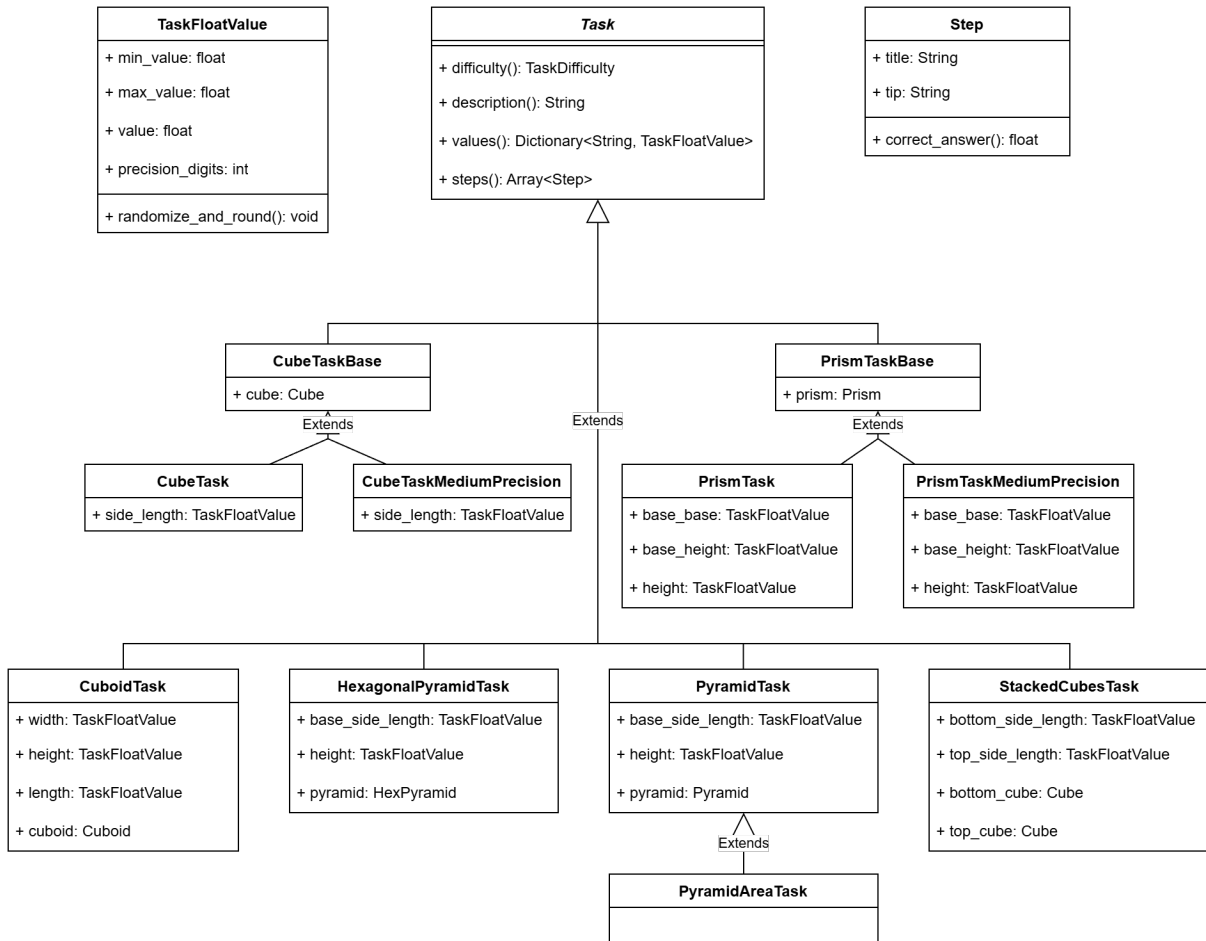 TaskFloatValue
+ min_value: float
+ max_value: float
+ value: float
+ precision_digits: int
+ randomize_and_round(): void
Task
+ difficulty(): TaskDifficulty
+ description(): String
+ values(): Dictionary<String, TaskFloatValue>
+ steps(): Array<Step>
Step
+ title: String
+ tip: String
+ correct_answer(): float
CubeTaskBase
+ cube: Cube
PrismTaskBase
+ prism: Prism
Extends
Extends
Extends
CubeTask
+ side_length: TaskFloatValue
CubeTaskMediumPrecision
+ side_length: TaskFloatValue
PrismTask
+ base_base: TaskFloatValue
+ base_height: TaskFloatValue
+ height: TaskFloatValue
PrismTaskMediumPrecision
+ base_base: TaskFloatValue
+ base_height: TaskFloatValue
+ height: TaskFloatValue
CuboidTask
+ width: TaskFloatValue
+ height: TaskFloatValue
+ length: TaskFloatValue
+ cuboid: Cuboid
HexagonalPyramidTask
+ base_side_length: TaskFloatValue
+ height: TaskFloatValue
+ pyramid: HexPyramid
PyramidTask
+ base_side_length: TaskFloatValue
+ height: TaskFloatValue
+ pyramid: Pyramid
StackedCubesTask
+ bottom_side_length: TaskFloatValue
+ top_side_length: TaskFloatValue
+ bottom_cube: Cube
+ top_cube: Cube
Extends
PyramidAreaTask